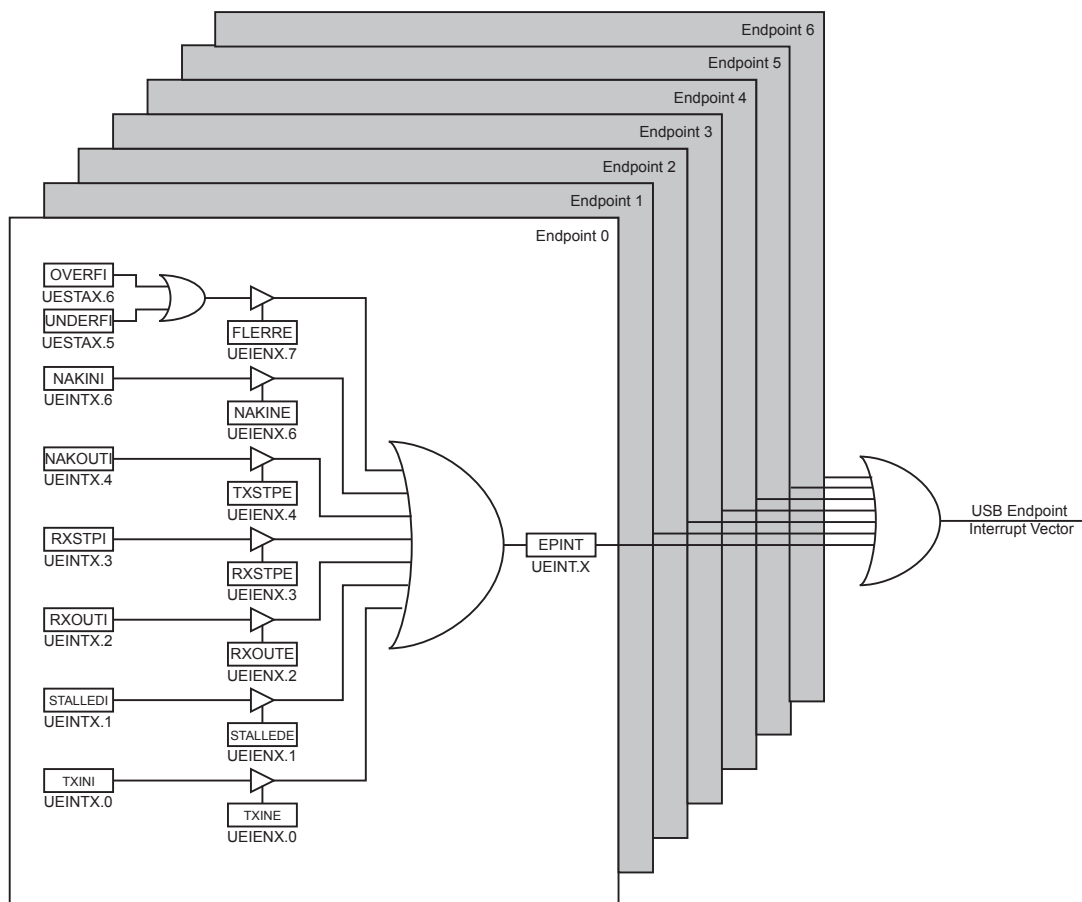 Endpoint 6
Endpoint 5
Endpoint 4
Endpoint 3
Endpoint 2
Endpoint 1
Endpoint 0
OVERFI
UESTAX.6
UNDERFI
UESTAX.5
FLERRE
UEIENX.7
NAKINI
UEINTX.6
NAKINE
UEIENX.6
NAKOUTI
UEINTX.4
TXSTPE
UEIENX.4
RXSTPI
UEINTX.3
RXSTPE
UEIENX.3
RXOUTI
UEINTX.2
RXOUTE
UEIENX.2
STALLEDI
UEINTX.1
STALLEDE
UEIENX.1
TXINI
UEINTX.0
TXINE
UEIENX.0
EPINT
UEINT.X
USB Endpoint
Interrupt Vector